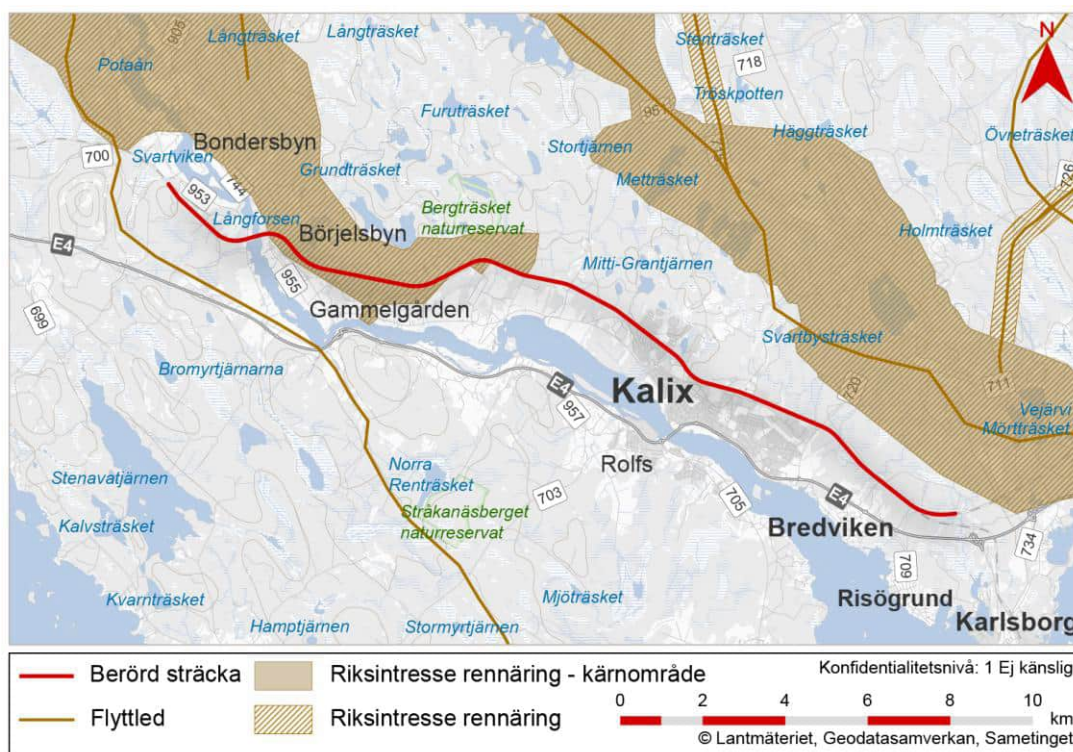 905
Långträsket
Långträsket
Stenträsket
718
N
Potaån
Tröskpotten
Furuträsket
951
Häggträsket
Övreträsket
Bondersbyn
Stortjärnen
700
Svartviken
744
Grundträsket
Metträsket
726
953
Bergträsket
naturreservat
Långforsen
Börjelsbyn
Holmträsket
E4
Mitti-Grantjärnen
955
Gammelgården
699
Svartbysträsket
Bromyrtjärnarna
720
711
Kalix
E4
957
Vejärvi
Mörtträsket
Rolfs
Norra
Renträsket
Stenavatjärnen
703
705
E4
Stråkanäsberget
naturreservat
Kalvsträsket
Bredviken
734
709
Kvarnträsket
Mjöträsket
Risögrund
Hamptjärnen
Stormyrtjärnen
Karlsborg
Berörd sträcka
Riksintresse rennäring - kärnområde
Konfidentialitetsnivå: 1 Ej känslig
Flyttled
Riksintresse rennäring
0 2 4 6 8 10
km
© Lantmäteriet, Geodatasamverkan, Sametinget